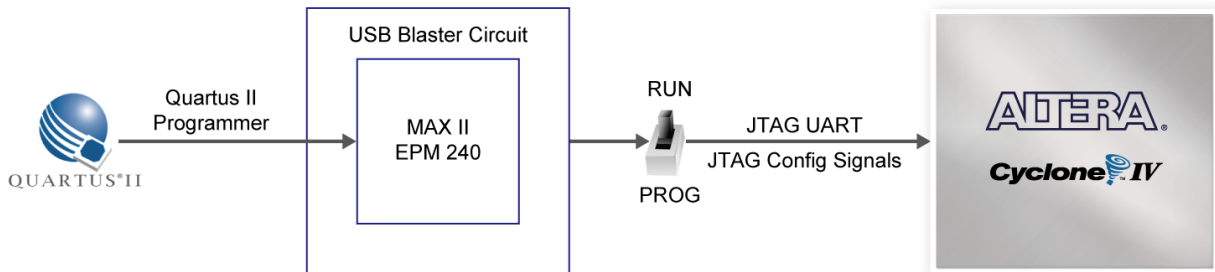 USB Blaster Circuit
Quartus II
Programmer
MAX II
EPM 240
RUN
PROG
JTAG UART
JTAG Config Signals
QUARTUS®II
ALTERA®
Cyclone™ IV